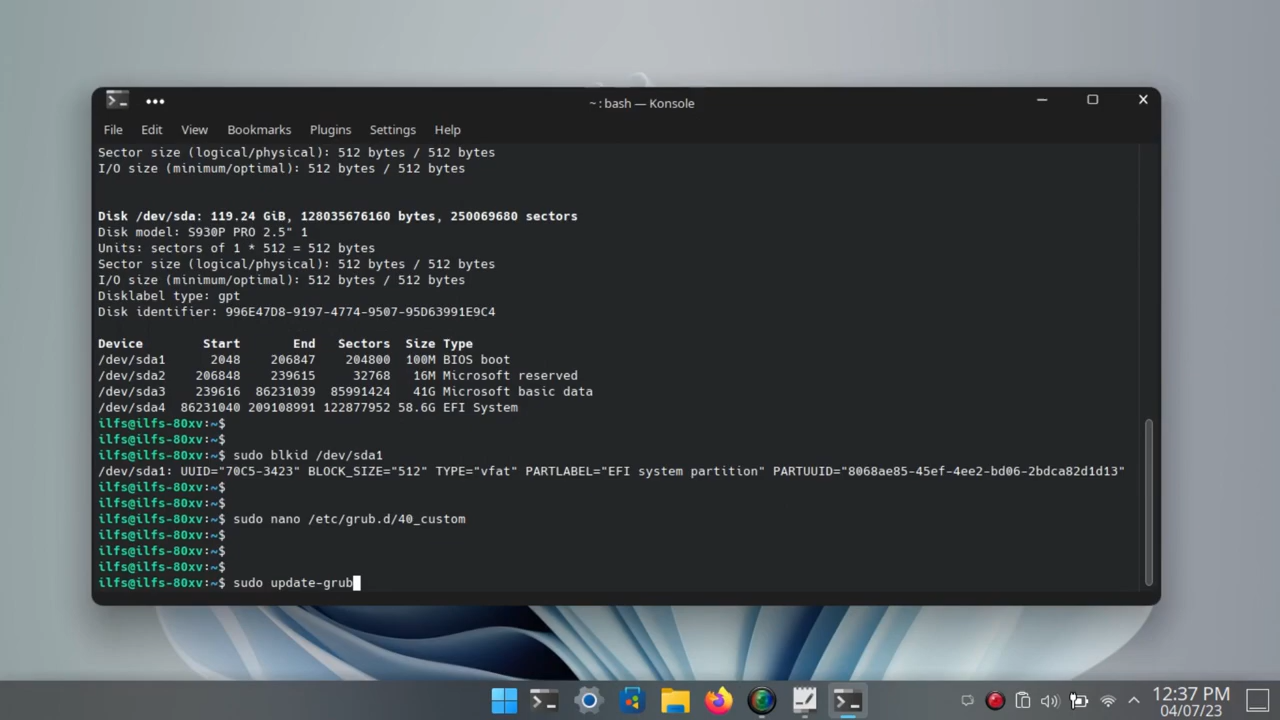 ~ : bash — Konsole
File Edit View Bookmarks Plugins Settings Help
Sector size (logical/physical): 512 bytes / 512 bytes
I/O size (minimum/optimal): 512 bytes / 512 bytes
Disk /dev/sda: 119.24 GiB, 128035676160 bytes, 250069680 sectors
Disk model: S930P PRO 2.5" 1
Units: sectors of 1 * 512 = 512 bytes
Sector size (logical/physical): 512 bytes / 512 bytes
I/O size (minimum/optimal): 512 bytes / 512 bytes
Disklabel type: gpt
Disk identifier: 996E47D8-9197-4774-9507-95D63991E9C4
Device Start End Sectors Size Type
/dev/sda1 2048 206847 204800 100M BIOS boot
/dev/sda2 206848 239615 32768 16M Microsoft reserved
/dev/sda3 239616 86231039 85991424 41G Microsoft basic data
/dev/sda4 86231040 209108991 122877952 58.6G EFI System
ilfs@ilfs-80xv:~$
ilfs@ilfs-80xv:~$
ilfs@ilfs-80xv:~$ sudo blkid /dev/sda1
/dev/sda1: UUID="70C5-3423" BLOCK_SIZE="512" TYPE="vfat" PARTLABEL="EFI system partition" PARTUUID="8068ae85-45ef-4ee2-bd06-2bdca82d1d13"
ilfs@ilfs-80xv:~$
ilfs@ilfs-80xv:~$
ilfs@ilfs-80xv:~$ sudo nano /etc/grub.d/40_custom
ilfs@ilfs-80xv:~$
ilfs@ilfs-80xv:~$
ilfs@ilfs-80xv:~$
ilfs@ilfs-80xv:~$ sudo update-grub
12:37 PM
04/07/23